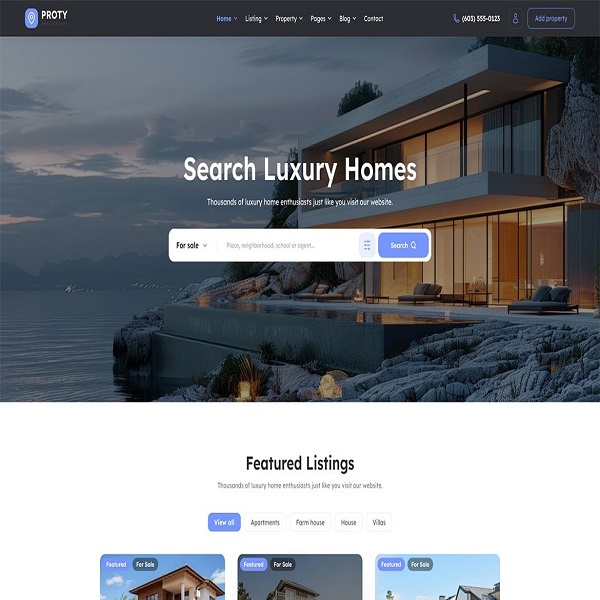 PROTY
Home Listing Property Pages Blog Contact
(603) 555-0123
Add property
Search Luxury Homes
Thousands of luxury home enthusiasts just like you visit our website.
For sale
Place, neighborhood, school or agent...
Search
Featured Listings
Thousands of luxury home enthusiasts just like you visit our website.
View all Apartments Farm house House Villas
Featured For Sale Featured For Sale Featured For Sale